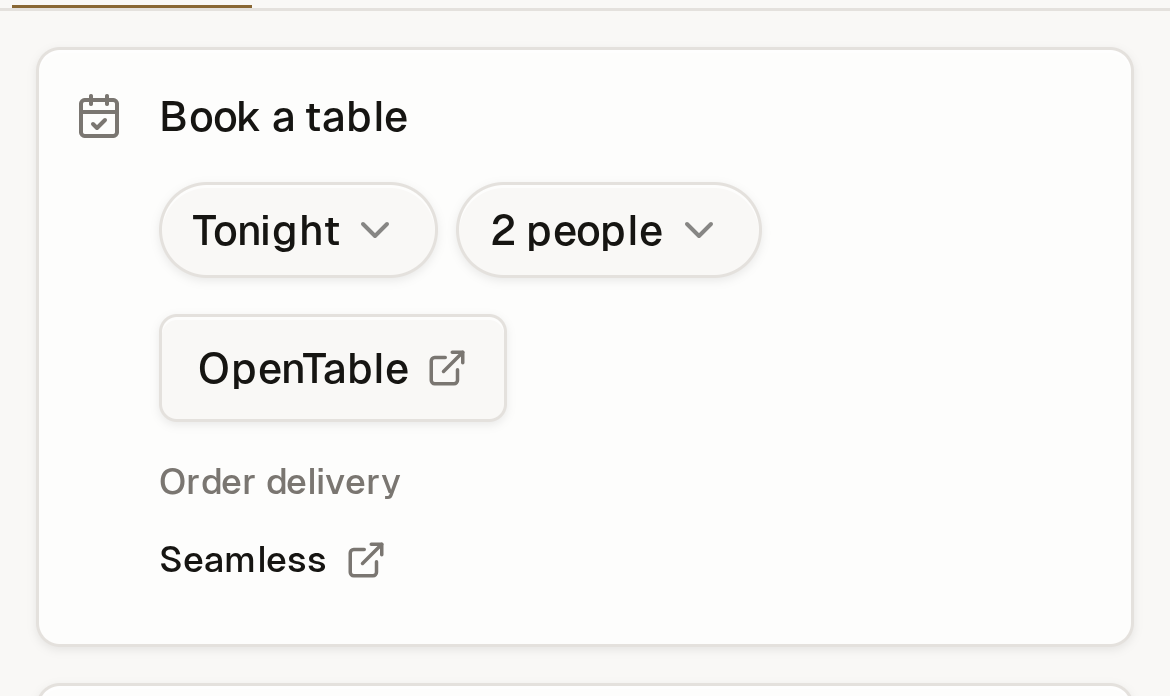 Book a table
Tonight 2 people
OpenTable
Order delivery
Seamless